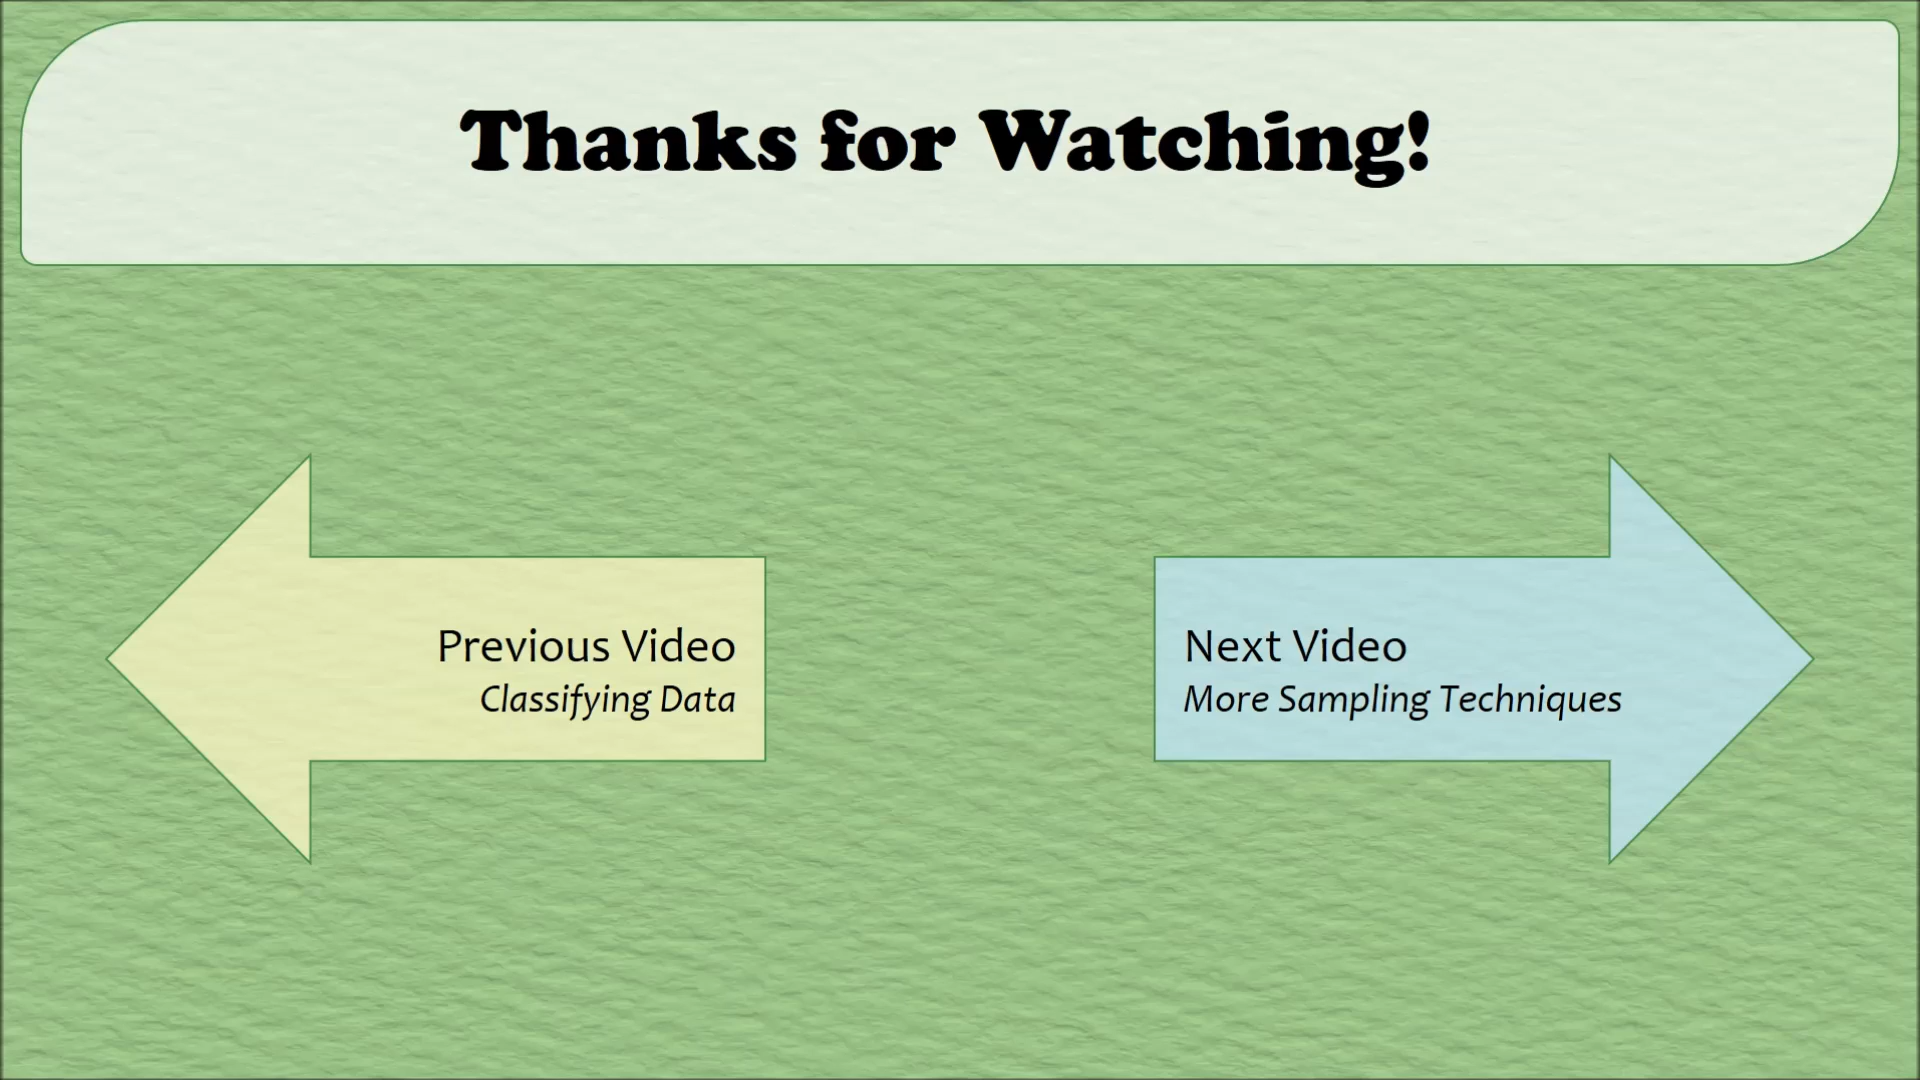 Thanks for Watching!
Previous Video
Classifying Data
Next Video
More Sampling Techniques